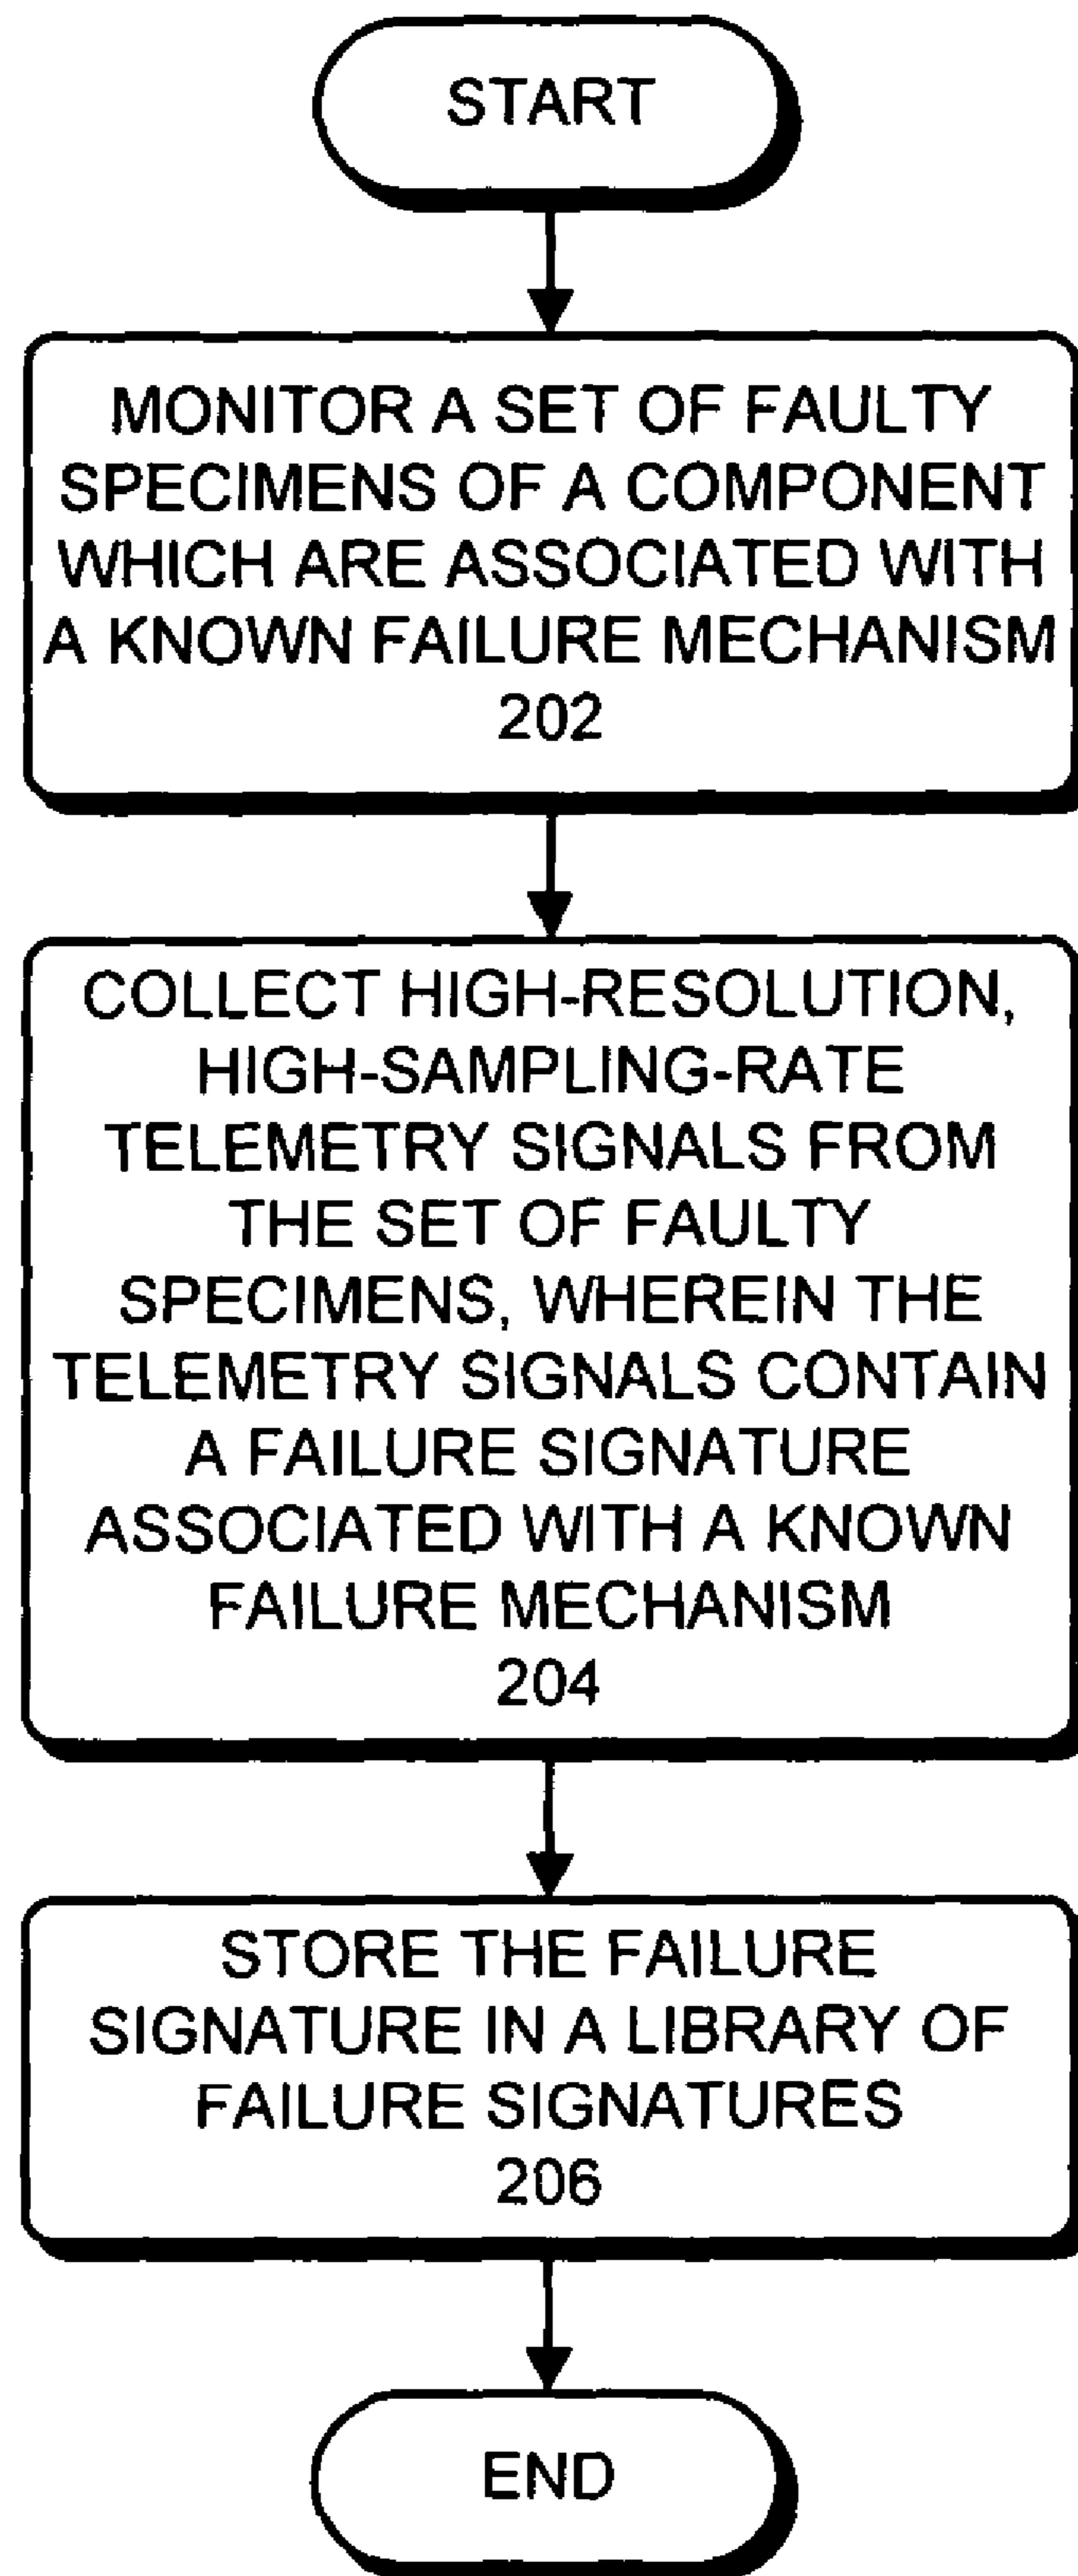 START
MONITOR A SET OF FAULTY
SPECIMENS OF A COMPONENT
WHICH ARE ASSOCIATED WITH
A KNOWN FAILURE MECHANISM
202
COLLECT HIGH-RESOLUTION,
HIGH-SAMPLING-RATE
TELEMETRY SIGNALS FROM
THE SET OF FAULTY
SPECIMENS, WHEREIN THE
TELEMETRY SIGNALS CONTAIN
A FAILURE SIGNATURE
ASSOCIATED WITH A KNOWN
FAILURE MECHANISM
204
STORE THE FAILURE
SIGNATURE IN A LIBRARY OF
FAILURE SIGNATURES
206
END